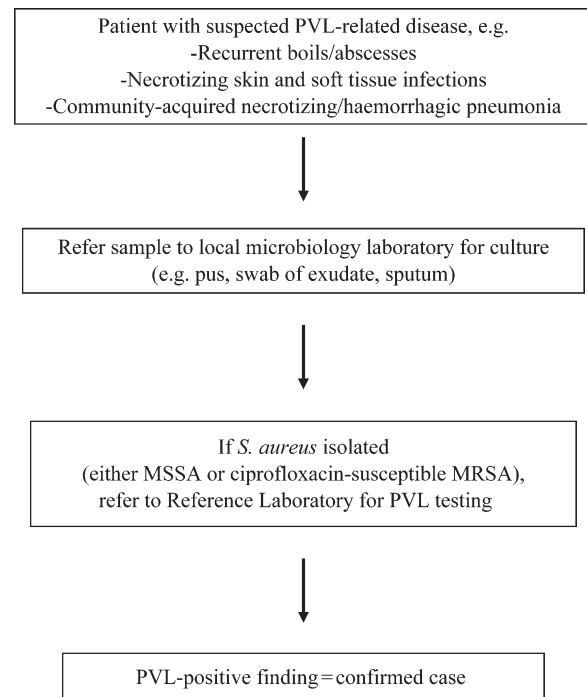 Patient with suspected PVL-related disease, e.g.
-Recurrent boils/abscesses
-Necrotizing skin and soft tissue infections
-Community-acquired necrotizing/haemorrhagic pneumonia
Refer sample to local microbiology laboratory for culture
(e.g. pus, swab of exudate, sputum)
If S. aureus isolated
(either MSSA or ciprofloxacin-susceptible MRSA),
refer to Reference Laboratory for PVL testing
PVL-positive finding=confirmed case